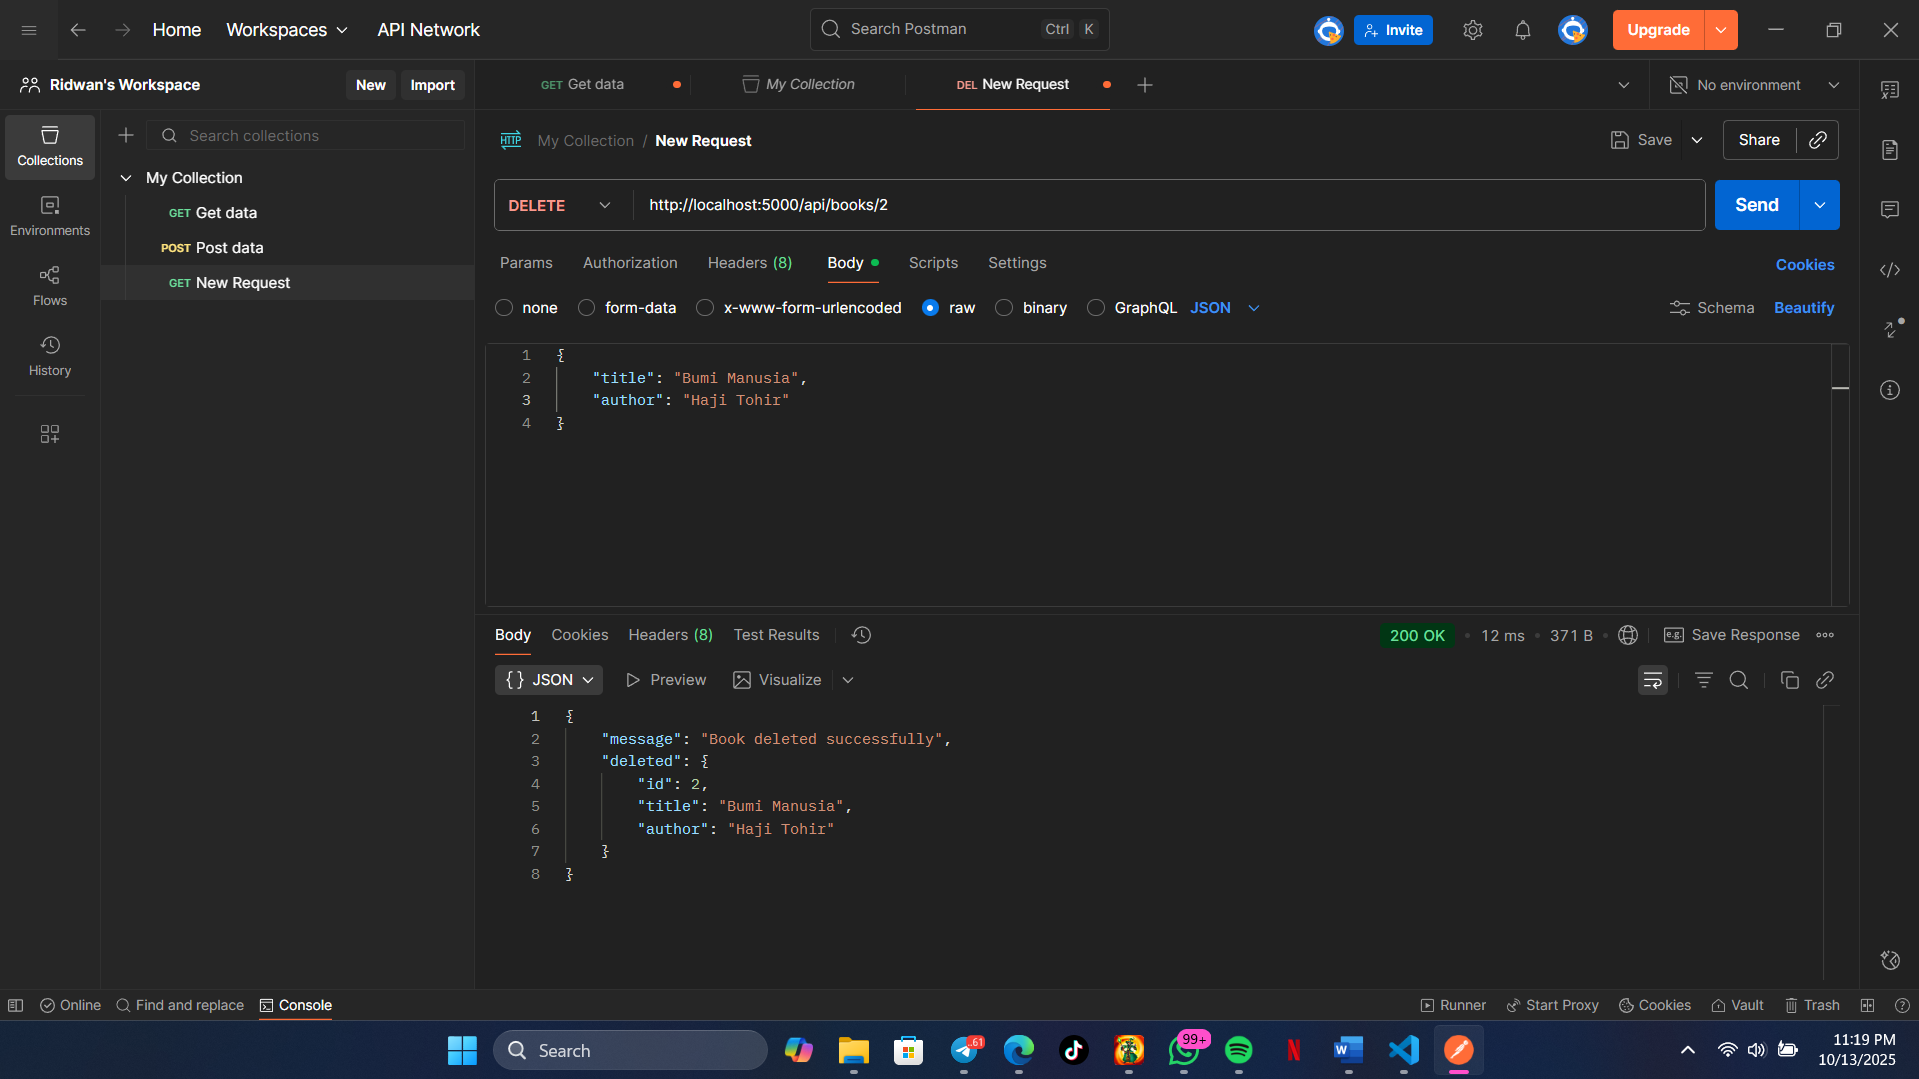 Home
Workspaces
API Network
Search Postman
Ctrl K
Invite
Upgrade
Ridwan's Workspace
New
Import
GET Get data
My Collection
DEL New Request
No environment
Collections
Environments
Flows
History
Search collections
My Collection
GET Get data
POST Post data
GET New Request
HTTP
My Collection / New Request
Save
Share
DELETE
http://localhost:5000/api/books/2
Send
Params
Authorization
Headers (8)
Body
Scripts
Settings
Cookies
none
form-data
x-www-form-urlencoded
raw
binary
GraphQL
JSON
Schema
Beautify
1 {
2 "title": "Bumi Manusia",
3 "author": "Haji Tohir"
4 }
Body
Cookies
Headers (8)
Test Results
200 OK
12 ms
371 B
e.g.
Save Response
{} JSON
Preview
Visualize
1 {
2 "message": "Book deleted successfully",
3 "deleted": {
4 "id": 2,
5 "title": "Bumi Manusia",
6 "author": "Haji Tohir"
7 }
8 }
Online
Find and replace
Console
Runner
Start Proxy
Cookies
Vault
Trash
Search
..61
99+
11:19 PM
10/13/2025